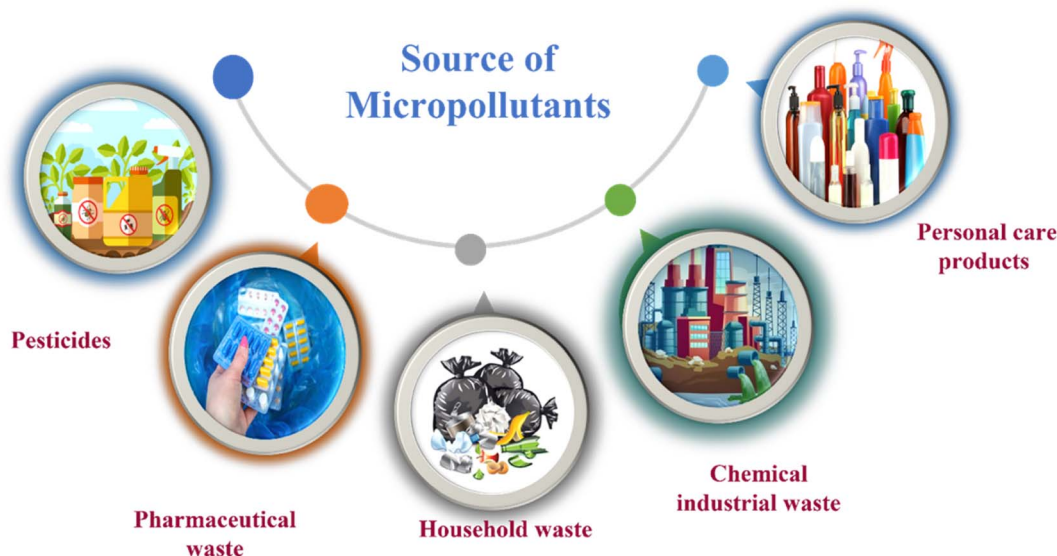 Source of
Micropollutants
Pesticides
Pharmaceutical
waste
Household waste
Chemical
industrial waste
Personal care
products